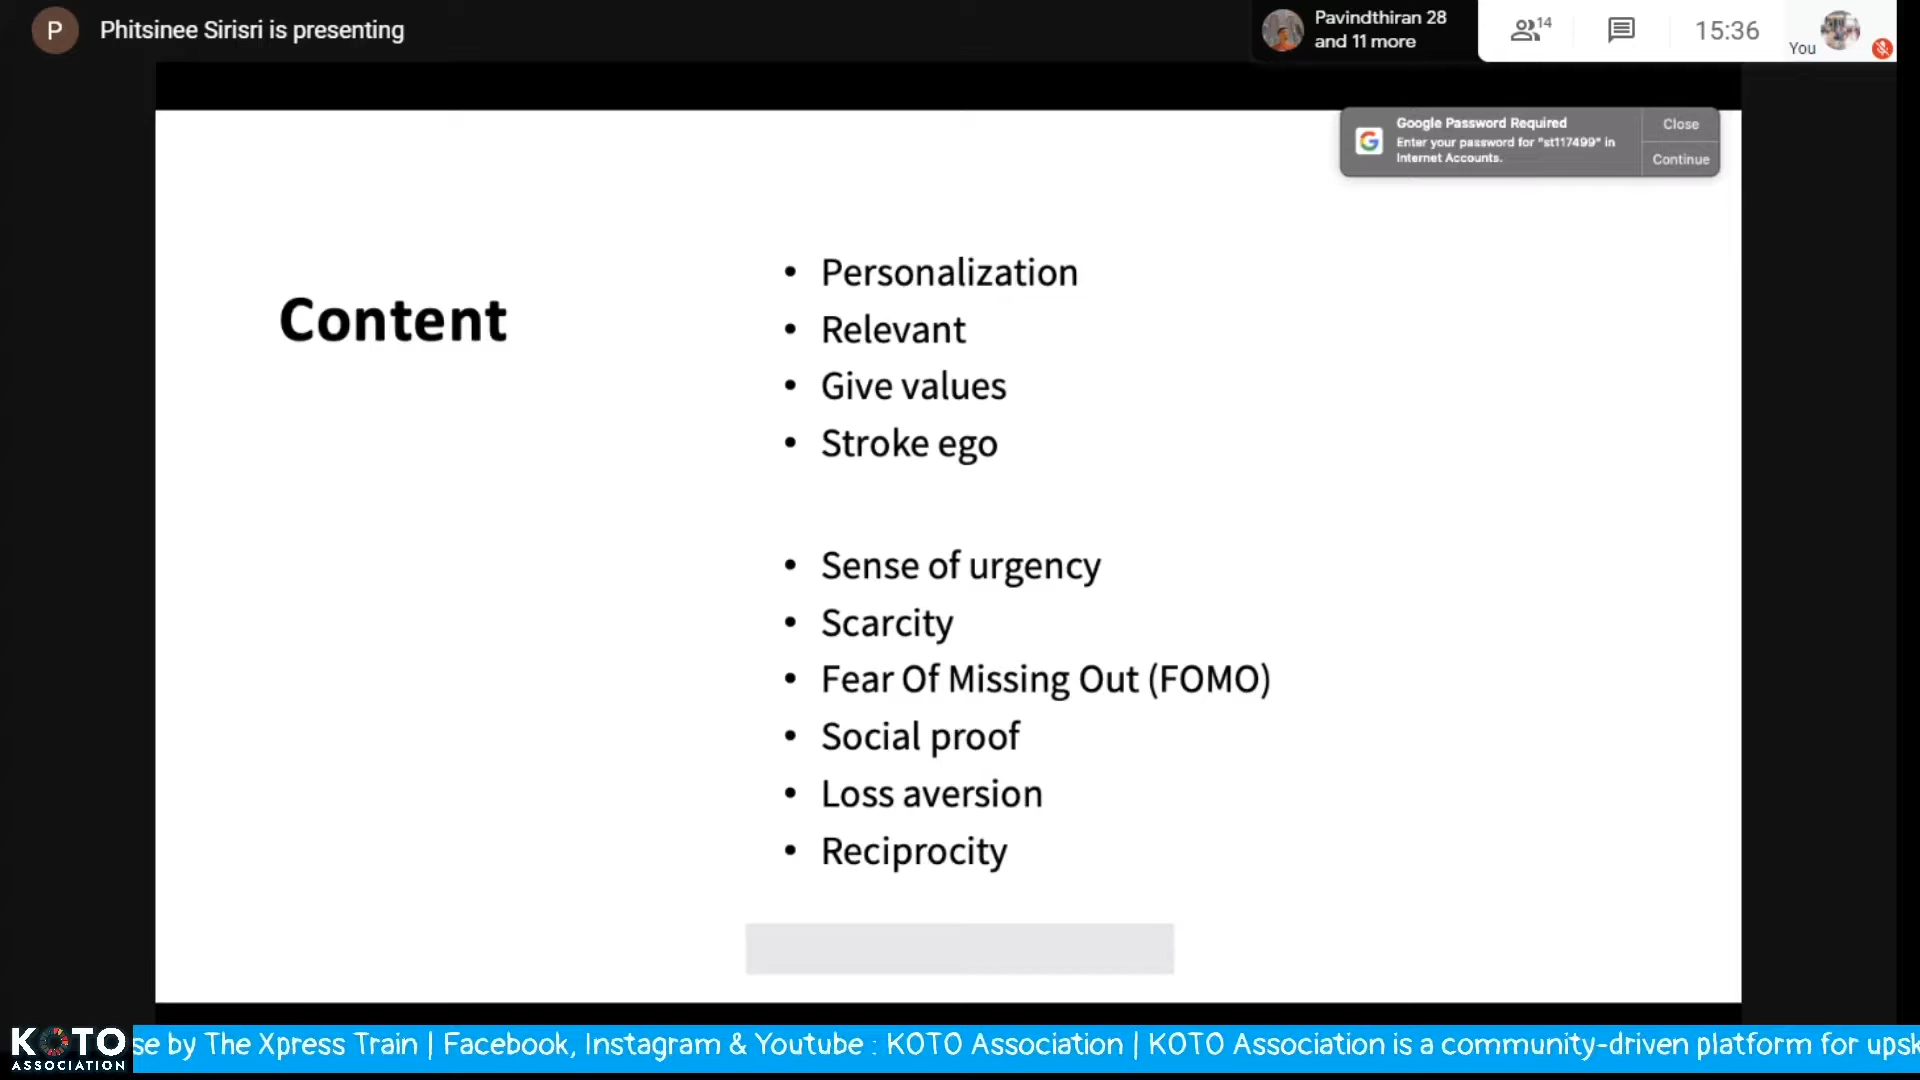 P
Phitsinee Sirisri is presenting
Pavindthiran 28
and 11 more
14
15:36
You
Google Password Required
Enter your password for "st117499" in
Internet Accounts.
Close
Continue
Content
• Personalization
• Relevant
• Give values
• Stroke ego
• Sense of urgency
• Scarcity
• Fear Of Missing Out (FOMO)
• Social proof
• Loss aversion
• Reciprocity
KOTO
ASSOCIATION
se by The Xpress Train | Facebook, Instagram & Youtube : KOTO Association | KOTO Association is a community-driven platform for upsk